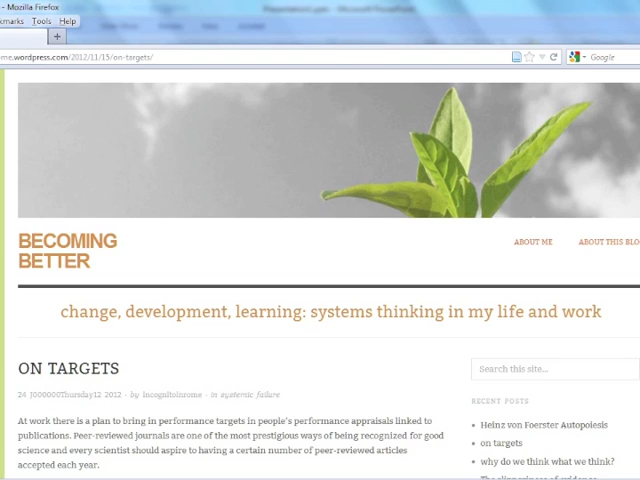 - Mozilla Firefox
kmarks Tools Help
+
me.wordpress.com/2012/11/15/on-targets/
Google
BECOMING
BETTER
ABOUT ME ABOUT THIS BLO
change, development, learning: systems thinking in my life and work
ON TARGETS
Search this site...
24 J000000Thursday12 2012 · by incognitoinrome · in systemic failure
RECENT POSTS
At work there is a plan to bring in performance targets in people's performance appraisals linked to
publications. Peer-reviewed journals are one of the most prestigious ways of being recognized for good
science and every scientist should aspire to having a certain number of peer-reviewed articles
accepted each year.
Heinz von Foerster Autopoiesis
on targets
why do we think what we think?
The slipperiness of evidence